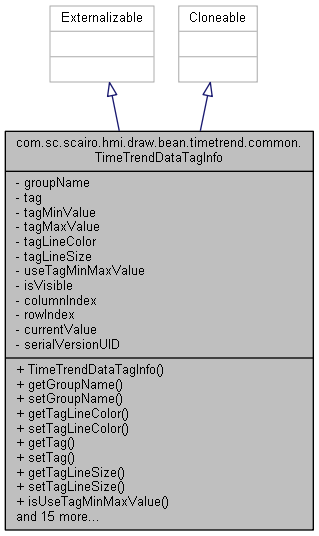 Externalizable
Cloneable
com.sc.scairo.hmi.draw.bean.timetrend.common.
TimeTrendDataTagInfo
- groupName
- tag
- tagMinValue
- tagMaxValue
- tagLineColor
- tagLineSize
- useTagMinMaxValue
- isVisible
- columnIndex
- rowIndex
- currentValue
- serialVersionUID
+ TimeTrendDataTagInfo()
+ getGroupName()
+ setGroupName()
+ getTagLineColor()
+ setTagLineColor()
+ getTag()
+ setTag()
+ getTagLineSize()
+ setTagLineSize()
+ isUseTagMinMaxValue()
and 15 more...